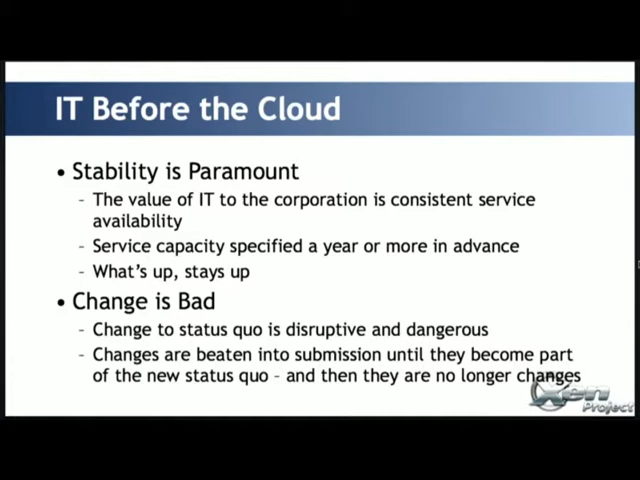 IT Before the Cloud
• Stability is Paramount
– The value of IT to the corporation is consistent service
availability
– Service capacity specified a year or more in advance
– What's up, stays up
• Change is Bad
– Change to status quo is disruptive and dangerous
– Changes are beaten into submission until they become part
of the new status quo – and then they are no longer changes
Xen
Project